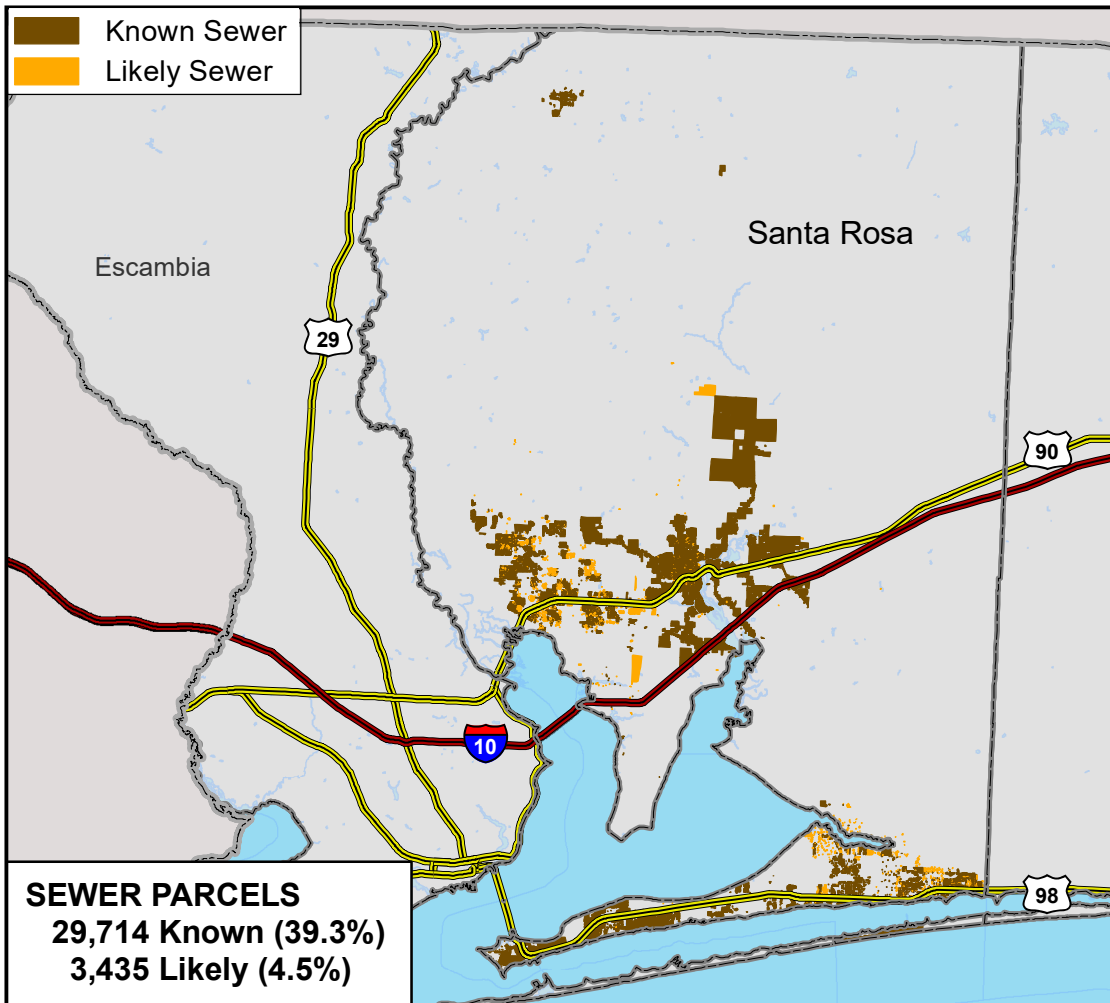 Known Sewer
Likely Sewer
Santa Rosa
Escambia
29
90
10
98
SEWER PARCELS
29,714 Known (39.3%)
3,435 Likely (4.5%)